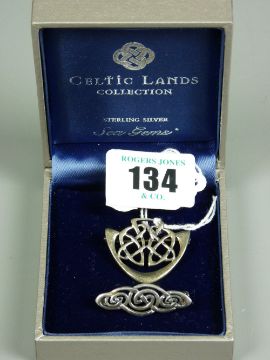 CELTIC LANDS
COLLECTION
STERLING SILVER
Sea Gems
ROGERS JONES
134
& CO.